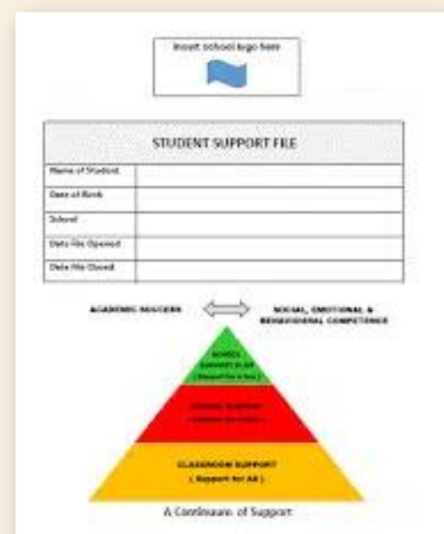 Insert school logo here
STUDENT SUPPORT FILE
Name of Student
Date of Birth
School
Date File Opened
Date File Closed
ACADEMIC SUCCESS
SOCIAL, EMOTIONAL &
BEHAVIOURAL COMPETENCE
SCHOOL
SUPPORT PLUS
( Support for a few )
SCHOOL SUPPORT
CLASSROOM SUPPORT
( Support for All )
A Continuum of Support